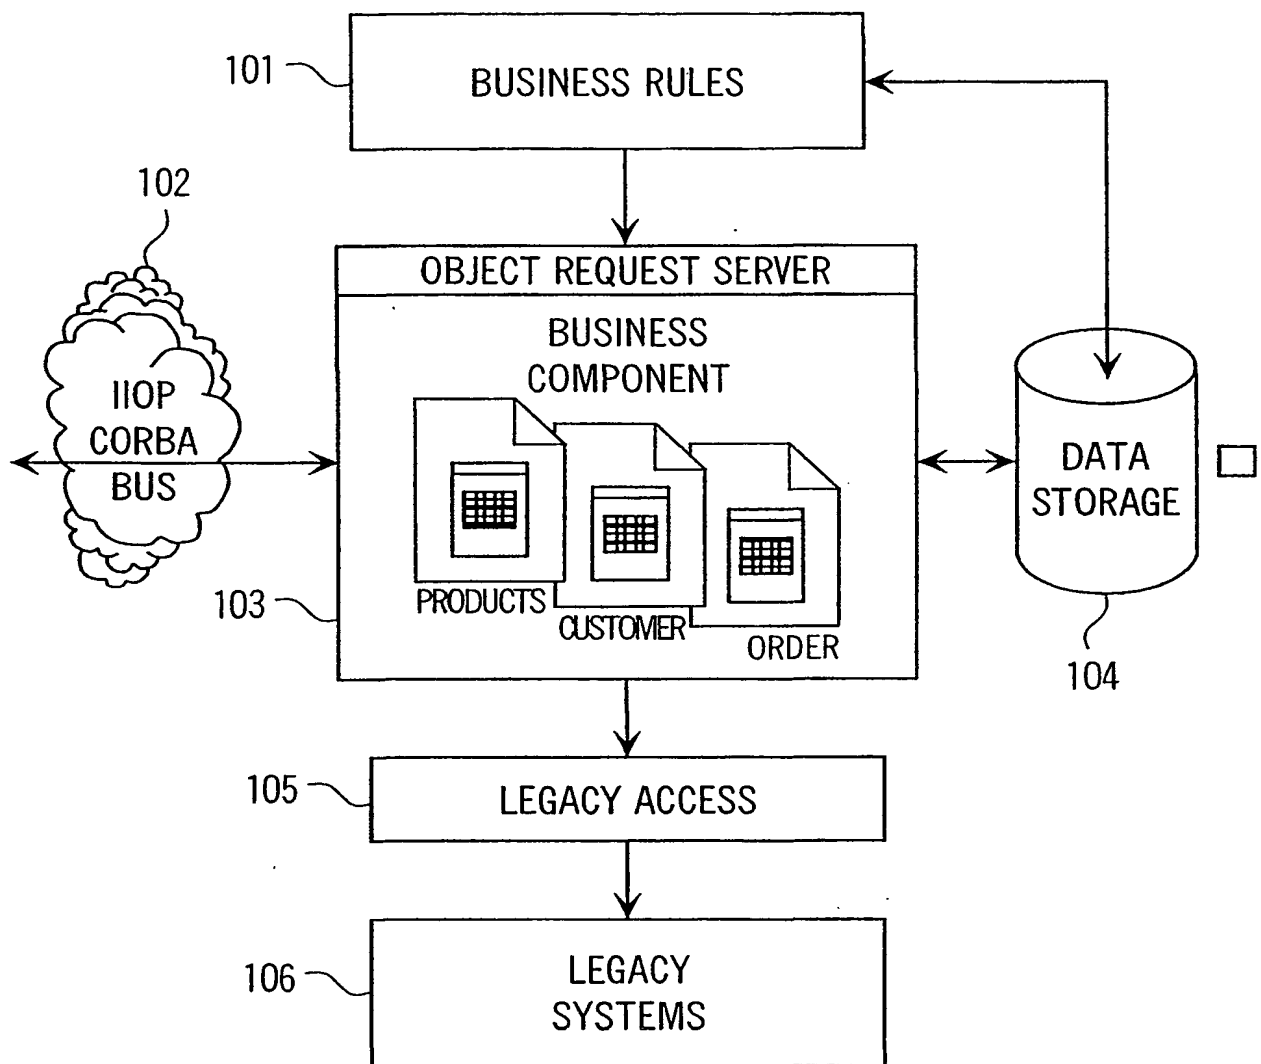 101
BUSINESS RULES
102
OBJECT REQUEST SERVER
BUSINESS
COMPONENT
IIOP
CORBA
BUS
DATA
STORAGE
PRODUCTS
CUSTOMER
ORDER
103
104
105
LEGACY ACCESS
106
LEGACY
SYSTEMS